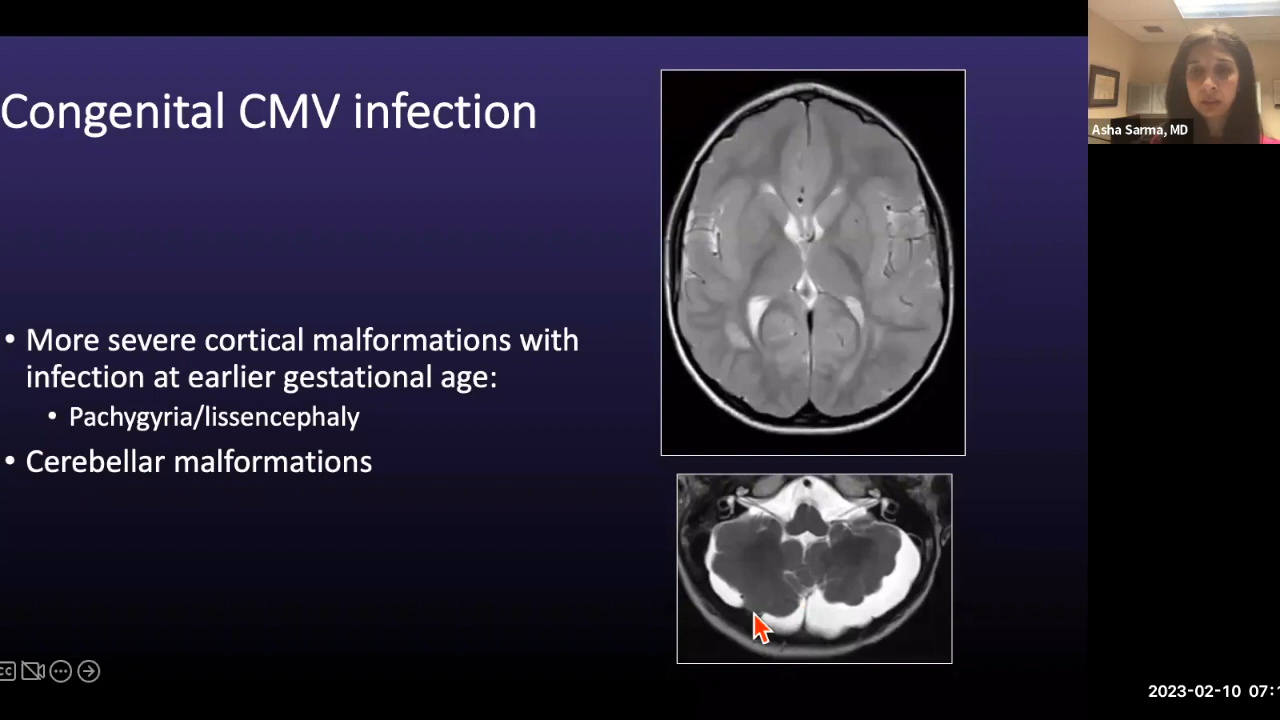 Congenital CMV infection
• More severe cortical malformations with
infection at earlier gestational age:
• Pachygyria/lissencephaly
• Cerebellar malformations
Asha Sarma, MD
CC
2023-02-10 07:1